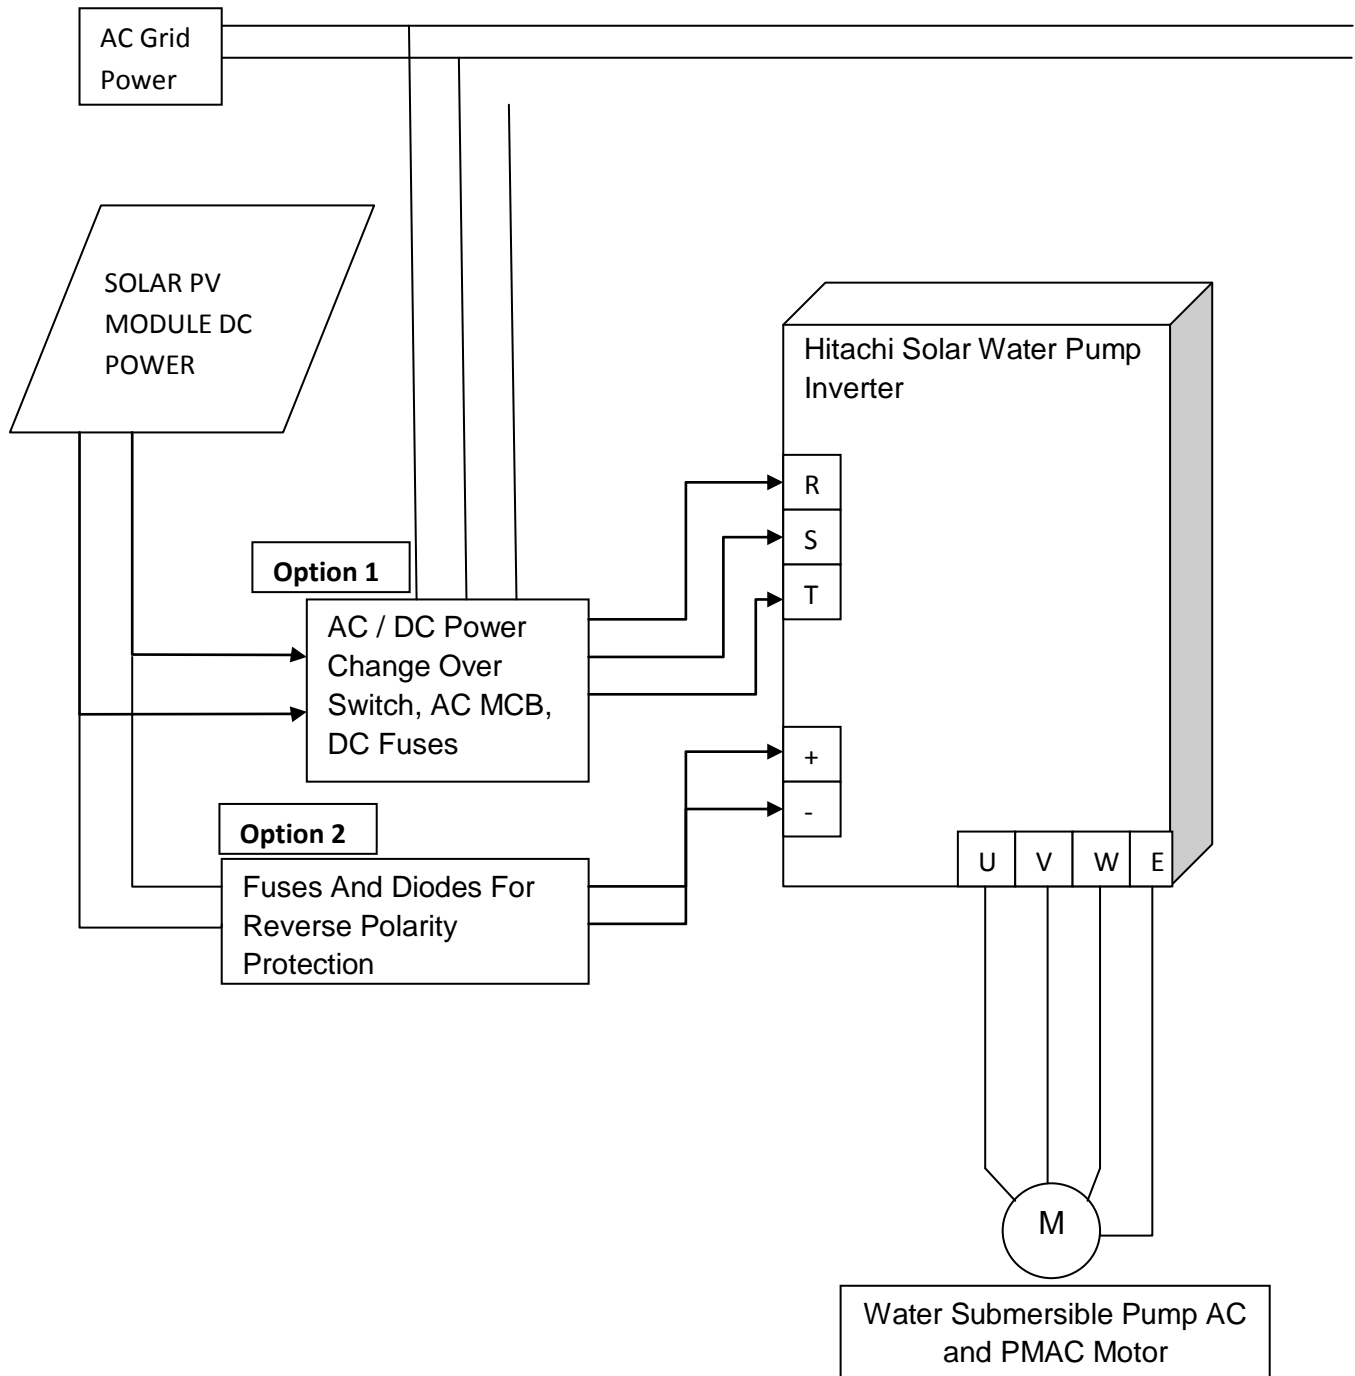 AC Grid
Power
SOLAR PV
MODULE DC
POWER
Hitachi Solar Water Pump
Inverter
R
S
T
Option 1
AC / DC Power
Change Over
Switch, AC MCB,
DC Fuses
+
-
Option 2
Fuses And Diodes For
Reverse Polarity
Protection
U V W E
M
Water Submersible Pump AC
and PMAC Motor